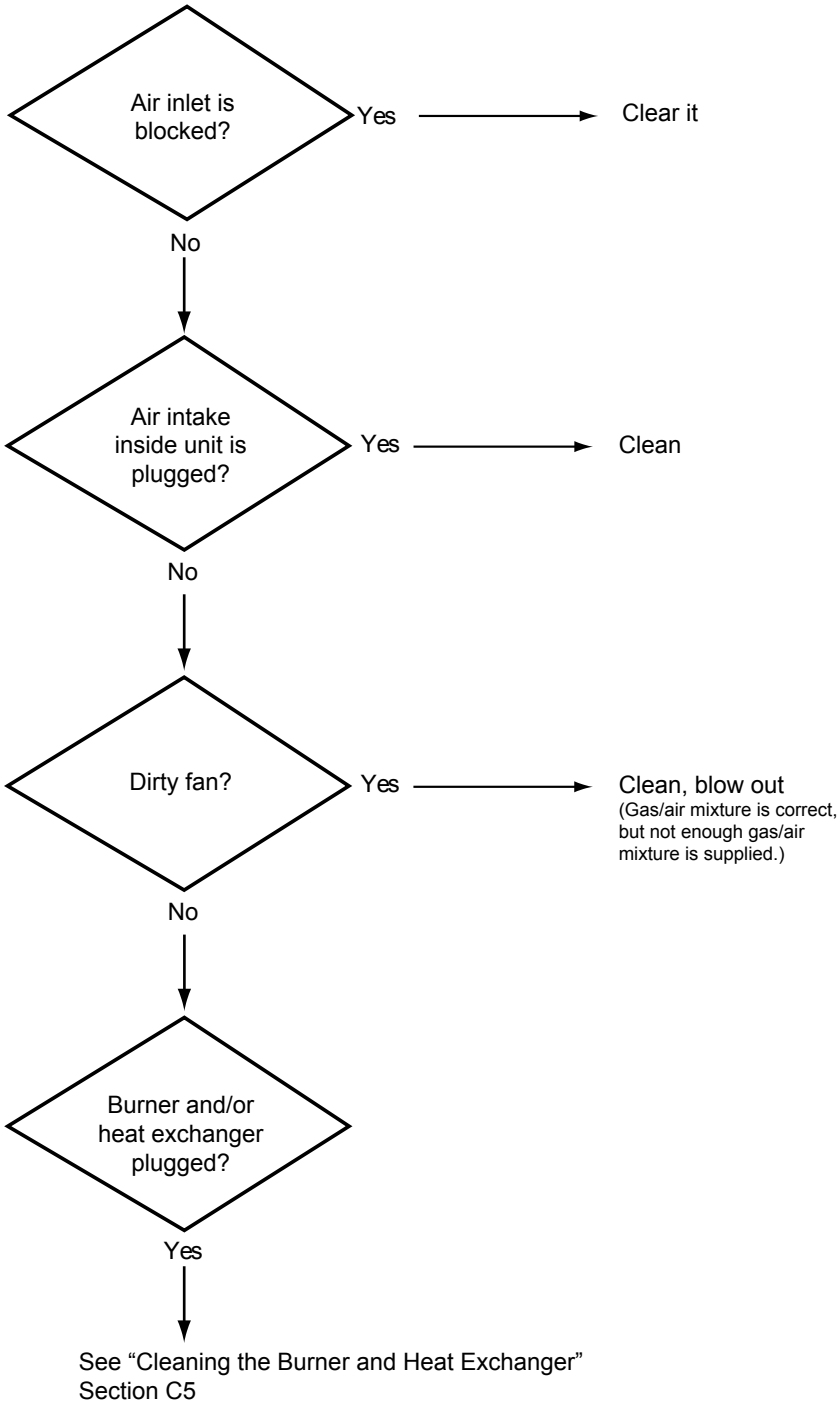 Air inlet is
blocked?
Yes
Clear it
No
Air intake
inside unit is
plugged?
Yes
Clean
No
Dirty fan?
Yes
Clean, blow out
(Gas/air mixture is correct,
but not enough gas/air
mixture is supplied.)
No
Burner and/or
heat exchanger
plugged?
Yes
See “Cleaning the Burner and Heat Exchanger”
Section C5